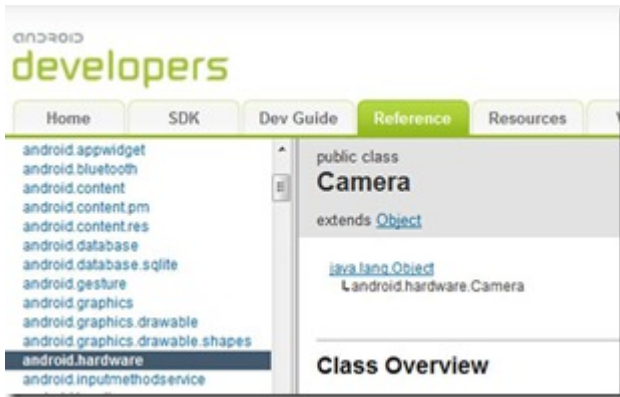 android
developers
Home SDK Dev Guide Reference Resources
android.appwidget
android.bluetooth
android.content
android.content.pm
android.content.res
android.database
android.database.sqlite
android.gesture
android.graphics
android.graphics.drawable
android.graphics.drawable.shapes
android.hardware
android.inputmethodservice
public class
Camera
extends Object
java.lang.Object
↳android.hardware.Camera
Class Overview